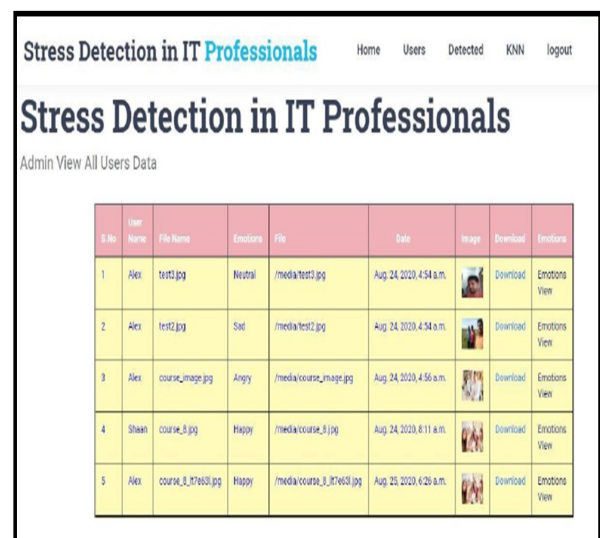 Stress Detection in IT Professionals Home Users Detected KNN logout
Stress Detection in IT Professionals
Admin View All Users Data
S.No User Name File Name Emotions File Date Image Download Emotions
1 Alex test3.jpg Neutral /media/test3.jpg Aug. 24, 2020, 4:54 a.m. Download Emotions View
2 Alex test2.jpg Sad /media/test2.jpg Aug. 24, 2020, 4:54 a.m. Download Emotions View
3 Alex course_image.jpg Angry /media/course_image.jpg Aug. 24, 2020, 4:56 a.m. Download Emotions View
4 Shaan course_8.jpg Happy /media/course_8.jpg Aug. 24, 2020, 8:11 a.m. Download Emotions View
5 Alex course_8_lt7e63l.jpg Happy /media/course_8_lt7e63l.jpg Aug. 25, 2020, 6:26 a.m. Download Emotions View